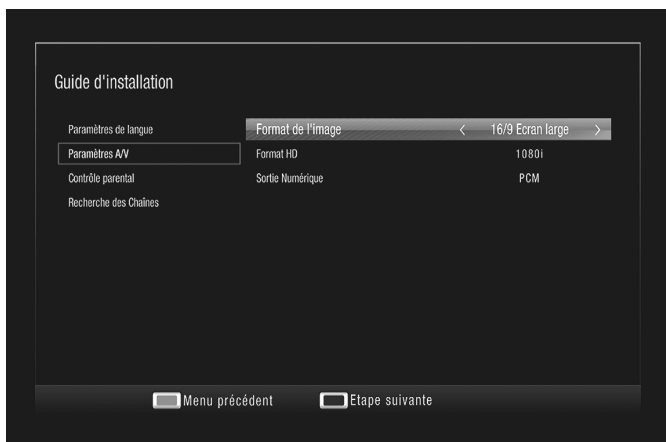 Guide d'installation
Paramètres de langue
Format de l'image < 16/9 Ecran large >
Paramètres A/V
Format HD 1080i
Contrôle parental
Sortie Numérique PCM
Recherche des Chaînes
Menu précédent Etape suivante